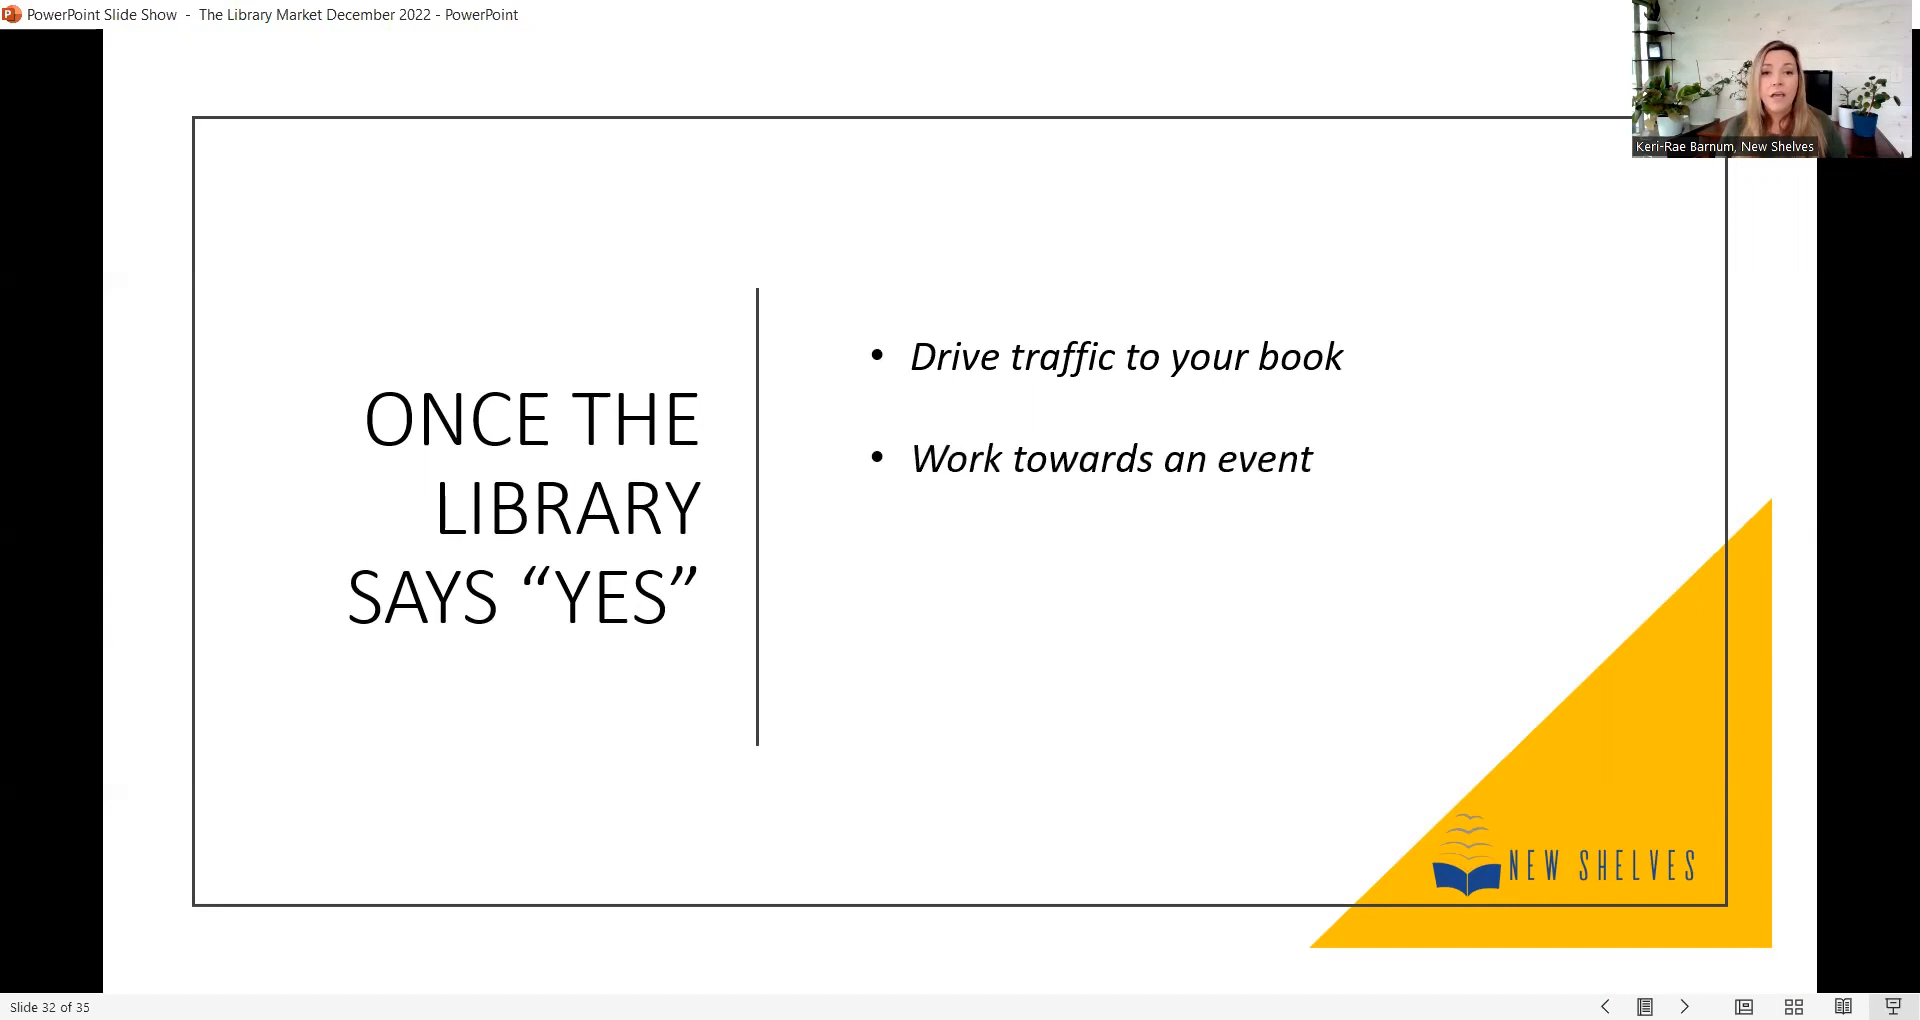 PowerPoint Slide Show - The Library Market December 2022 - PowerPoint
Keri-Rae Barnum, New Shelves
ONCE THE
LIBRARY
SAYS “YES”
• Drive traffic to your book
• Work towards an event
NEW SHELVES
Slide 32 of 35